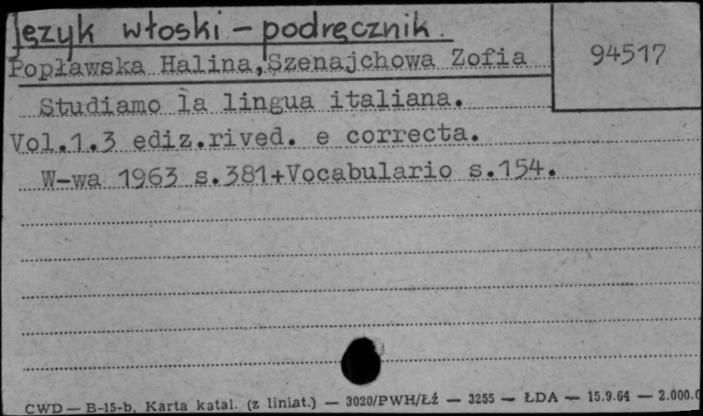 Język włoski - podręcznik.
94517
Popławska Halina,Szenajchowa Zofia
Studiamo la lingua italiana.
Vol.1.3 ediz.rived. e correcta.
W-wa 1963 s.381+Vocabulario s.154.
CWD — B-15-b, Karta katal. (z liniat.) — 3020/PWH/Łź — 3255 — ŁDA — 15.9.64 — 2.000.0